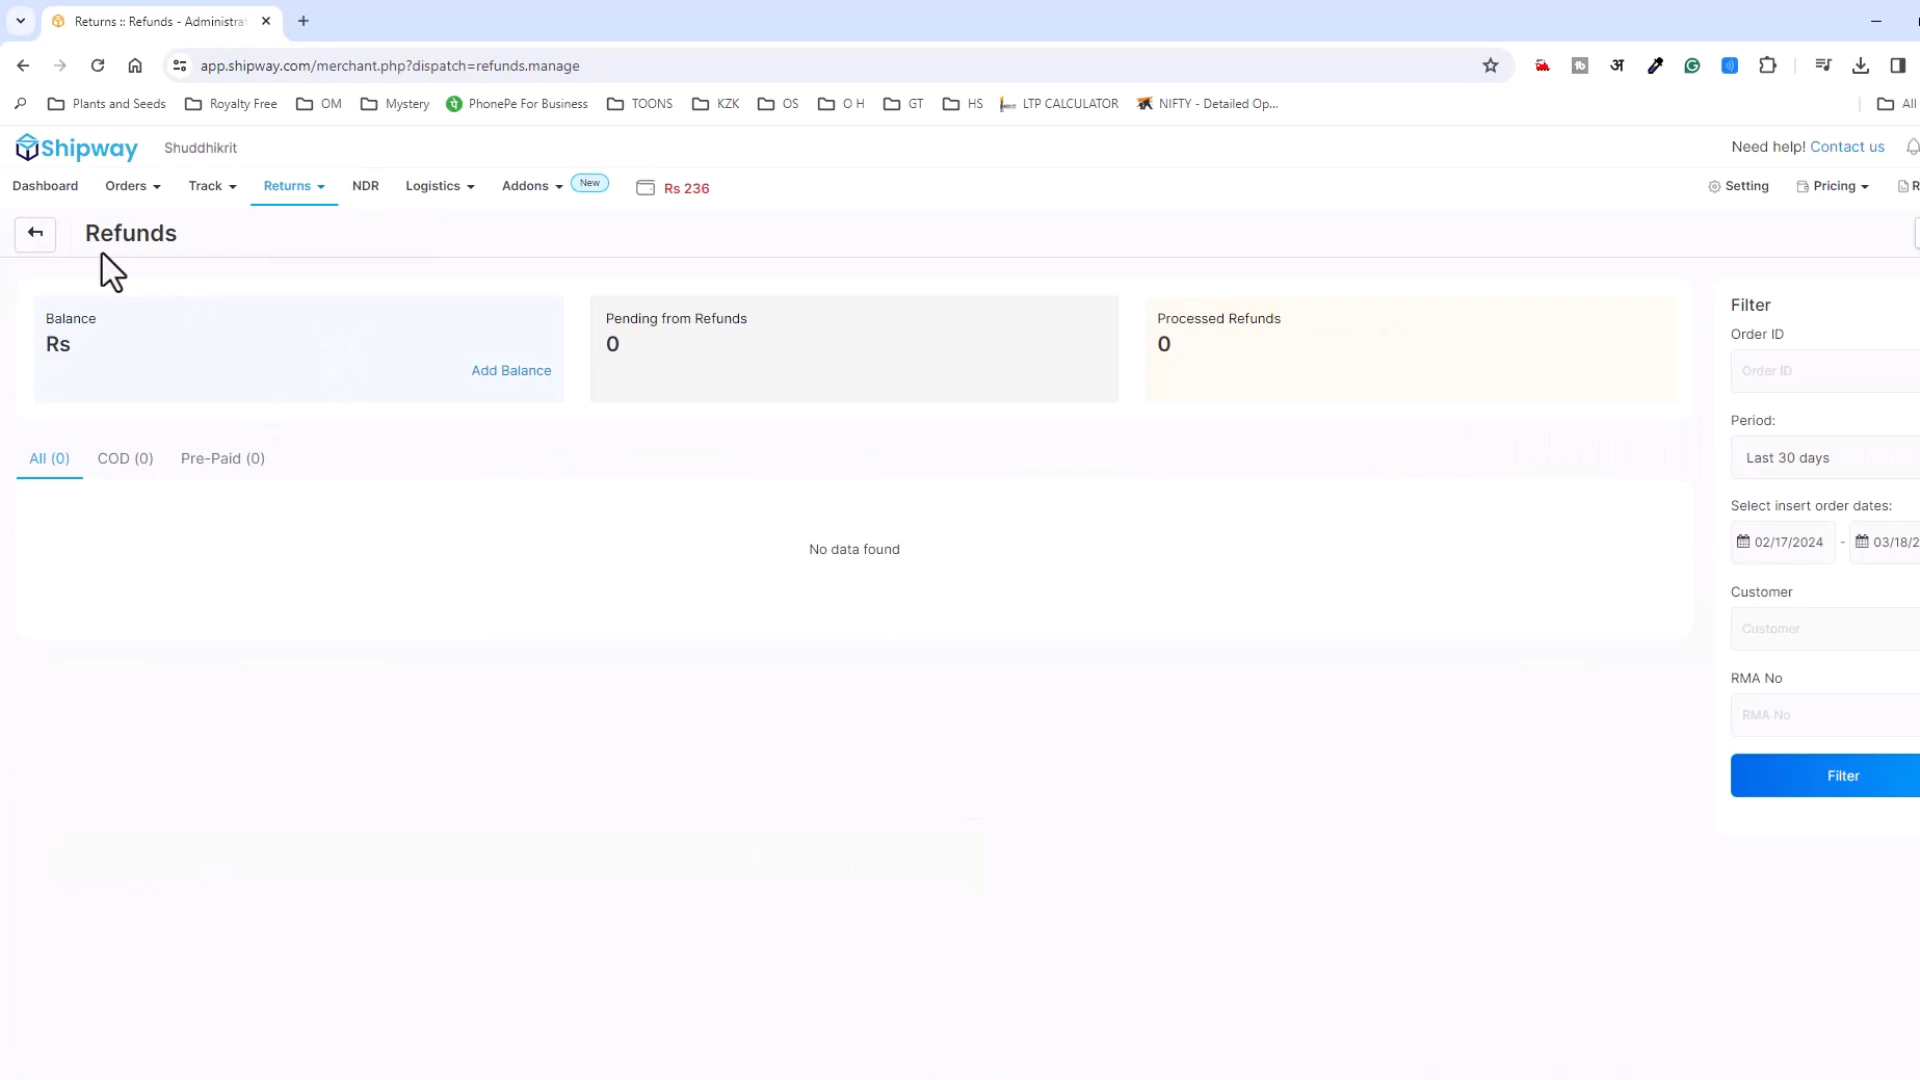 Returns :: Refunds - Administra
app.shipway.com/merchant.php?dispatch=refunds.manage
Plants and Seeds
Royalty Free
OM
Mystery
PhonePe For Business
TOONS
KZK
OS
O H
GT
HS
LTP CALCULATOR
NIFTY - Detailed Op...
All
Shipway
Shuddhikrit
Need help! Contact us
Dashboard
Orders
Track
Returns
NDR
Logistics
Addons
New
Rs 236
Setting
Pricing
R
Refunds
Balance
Rs
Add Balance
Pending from Refunds
0
Processed Refunds
0
All (0)
COD (0)
Pre-Paid (0)
No data found
Filter
Order ID
Order ID
Period:
Last 30 days
Select insert order dates:
02/17/2024 - 03/18/2
Customer
Customer
RMA No
RMA No
Filter